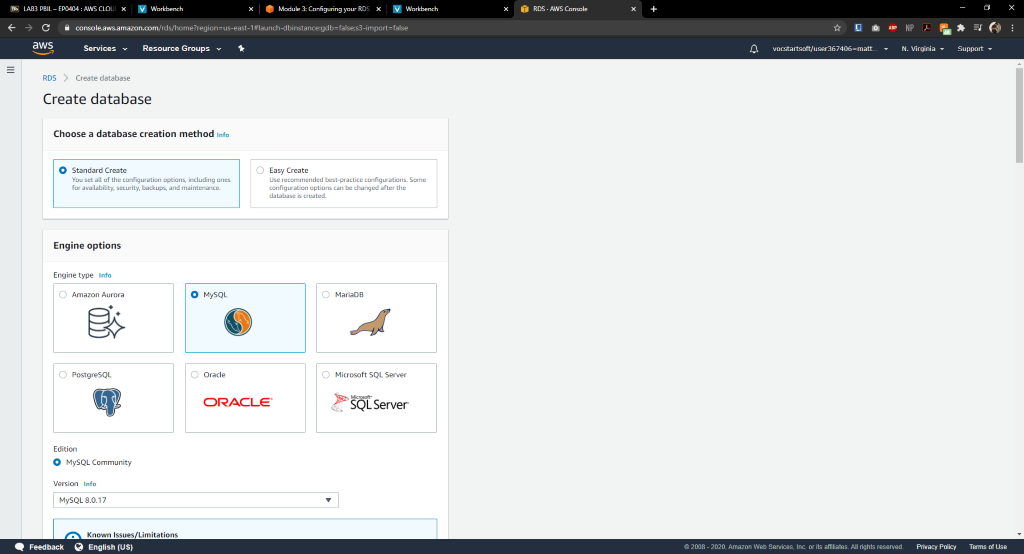 LAB3 PBIL – EP0404 : AWS CLOU
Workbench
Module 3: Configuring your RDS
Workbench
RDS · AWS Console
console.aws.amazon.com/rds/home?region=us-east-1#launch-dbinstance:gdb=false;s3-import=false
aws
Services
Resource Groups
vocstartsoft/user367406=matt...
N. Virginia
Support
RDS > Create database
Create database
Choose a database creation method Info
Standard Create
You set all of the configuration options, including ones
for availability, security, backups, and maintenance.
Easy Create
Use recommended best-practice configurations. Some
configuration options can be changed after the
database is created.
Engine options
Engine type Info
Amazon Aurora
MySQL
MariaDB
PostgreSQL
Oracle
ORACLE
Microsoft SQL Server
Microsoft
SQL Server
Edition
MySQL Community
Version Info
MySQL 8.0.17
Known Issues/Limitations
Feedback
English (US)
© 2008 - 2020, Amazon Web Services, Inc. or its affiliates. All rights reserved.
Privacy Policy
Terms of Use